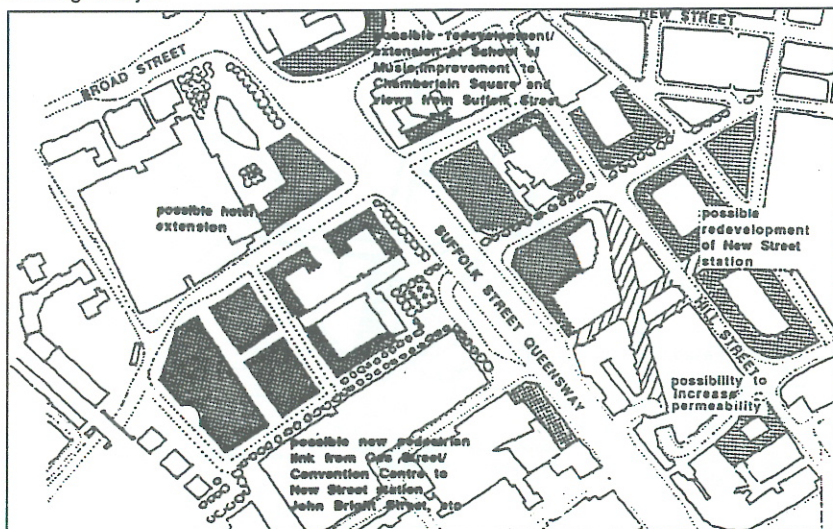 NEW STREET
BROAD STREET
possible redevelopment/
extension of School of
Music,improvement to
Chamberlain Square and
views from Suffolk Street
possible hotel
extension
SUFFOLK STREET QUEENSWAY
possible
redevelopment
of New Street
station
HILL STREET
possibility to
increase
permeability
possible new pedestrian
link from Gas Street/
Convention Centre to
New Street station,
John Bright Street, etc